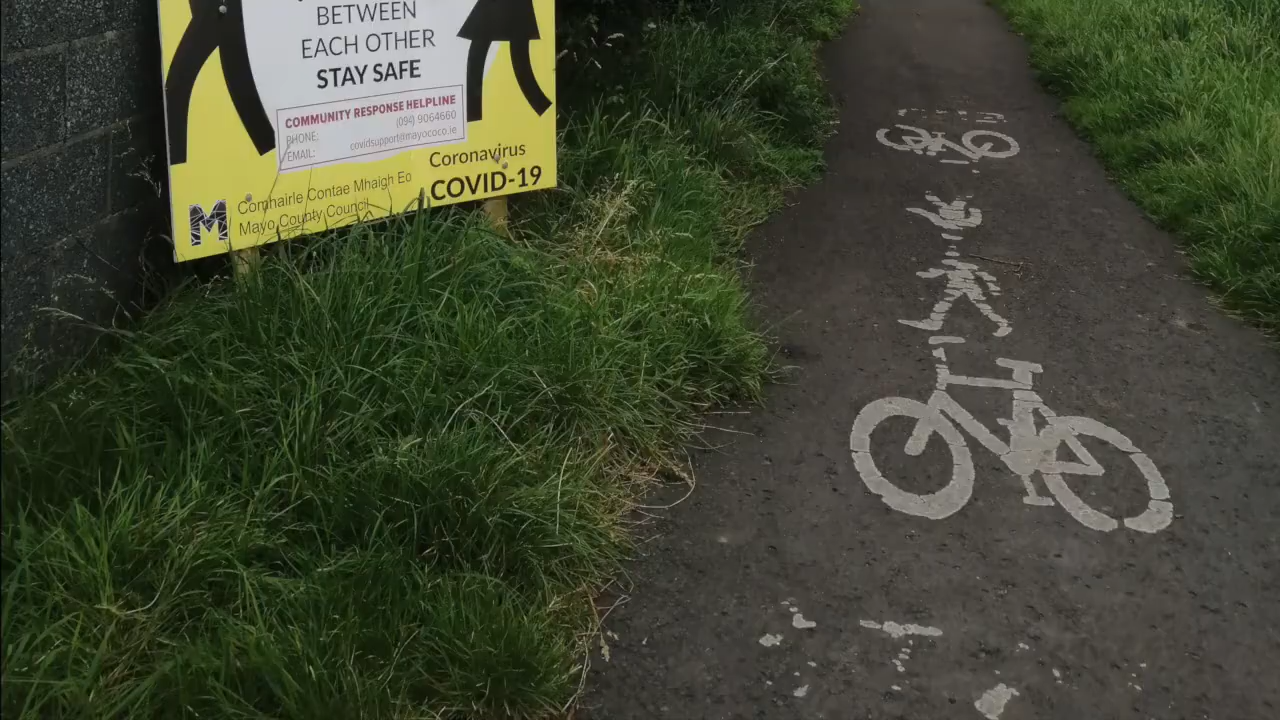 BETWEEN
EACH OTHER
STAY SAFE
COMMUNITY RESPONSE HELPLINE
PHONE: (094) 9064660
EMAIL: covidsupport@mayococo.ie
Coronavirus
COVID-19
M
Comhairle Contae Mhaigh Eo
Mayo County Council